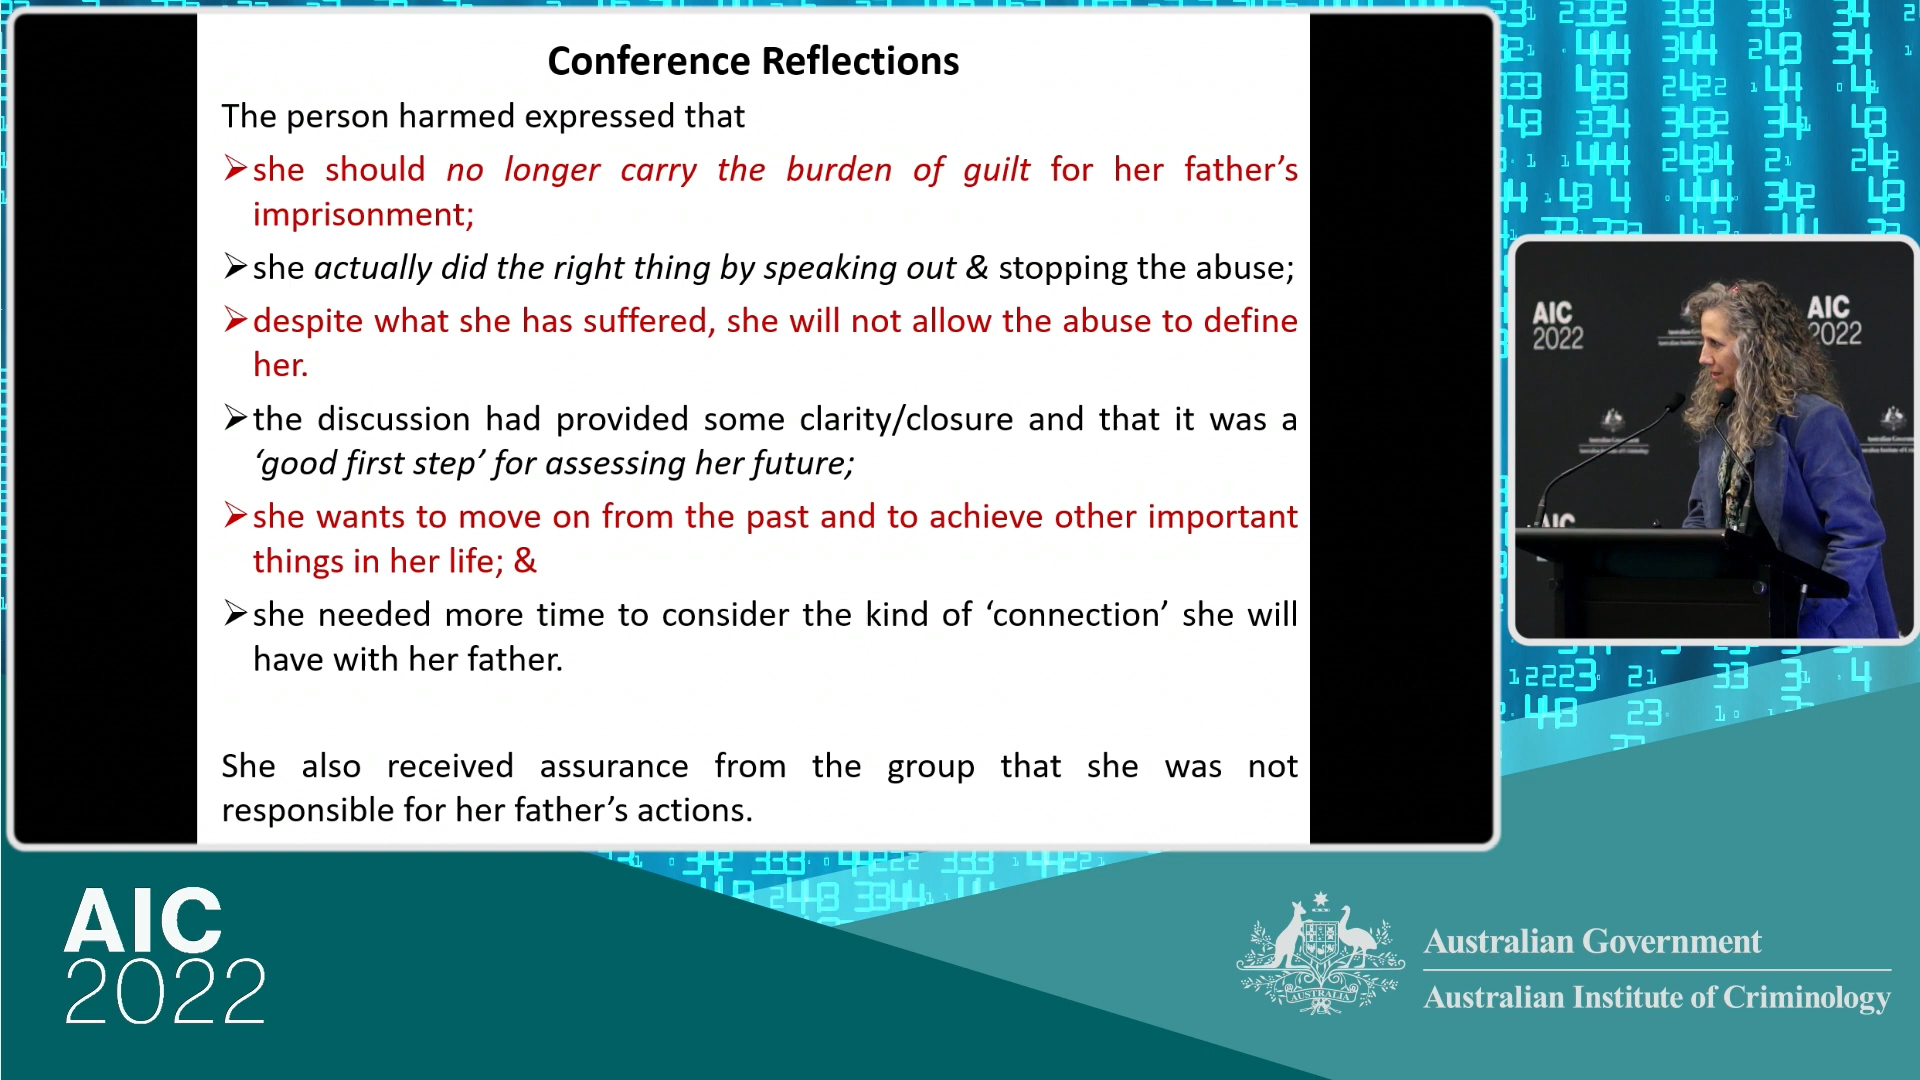 Conference Reflections
The person harmed expressed that
➢she should no longer carry the burden of guilt for her father’s
imprisonment;
➢she actually did the right thing by speaking out & stopping the abuse;
➢despite what she has suffered, she will not allow the abuse to define
her.
➢the discussion had provided some clarity/closure and that it was a
‘good first step’ for assessing her future;
➢she wants to move on from the past and to achieve other important
things in her life; &
➢she needed more time to consider the kind of ‘connection’ she will
have with her father.
She also received assurance from the group that she was not
responsible for her father’s actions.
AIC
2022
AIC
2022
AIC
AIC
2022
AUSTRALIA
Australian Government
Australian Institute of Criminology